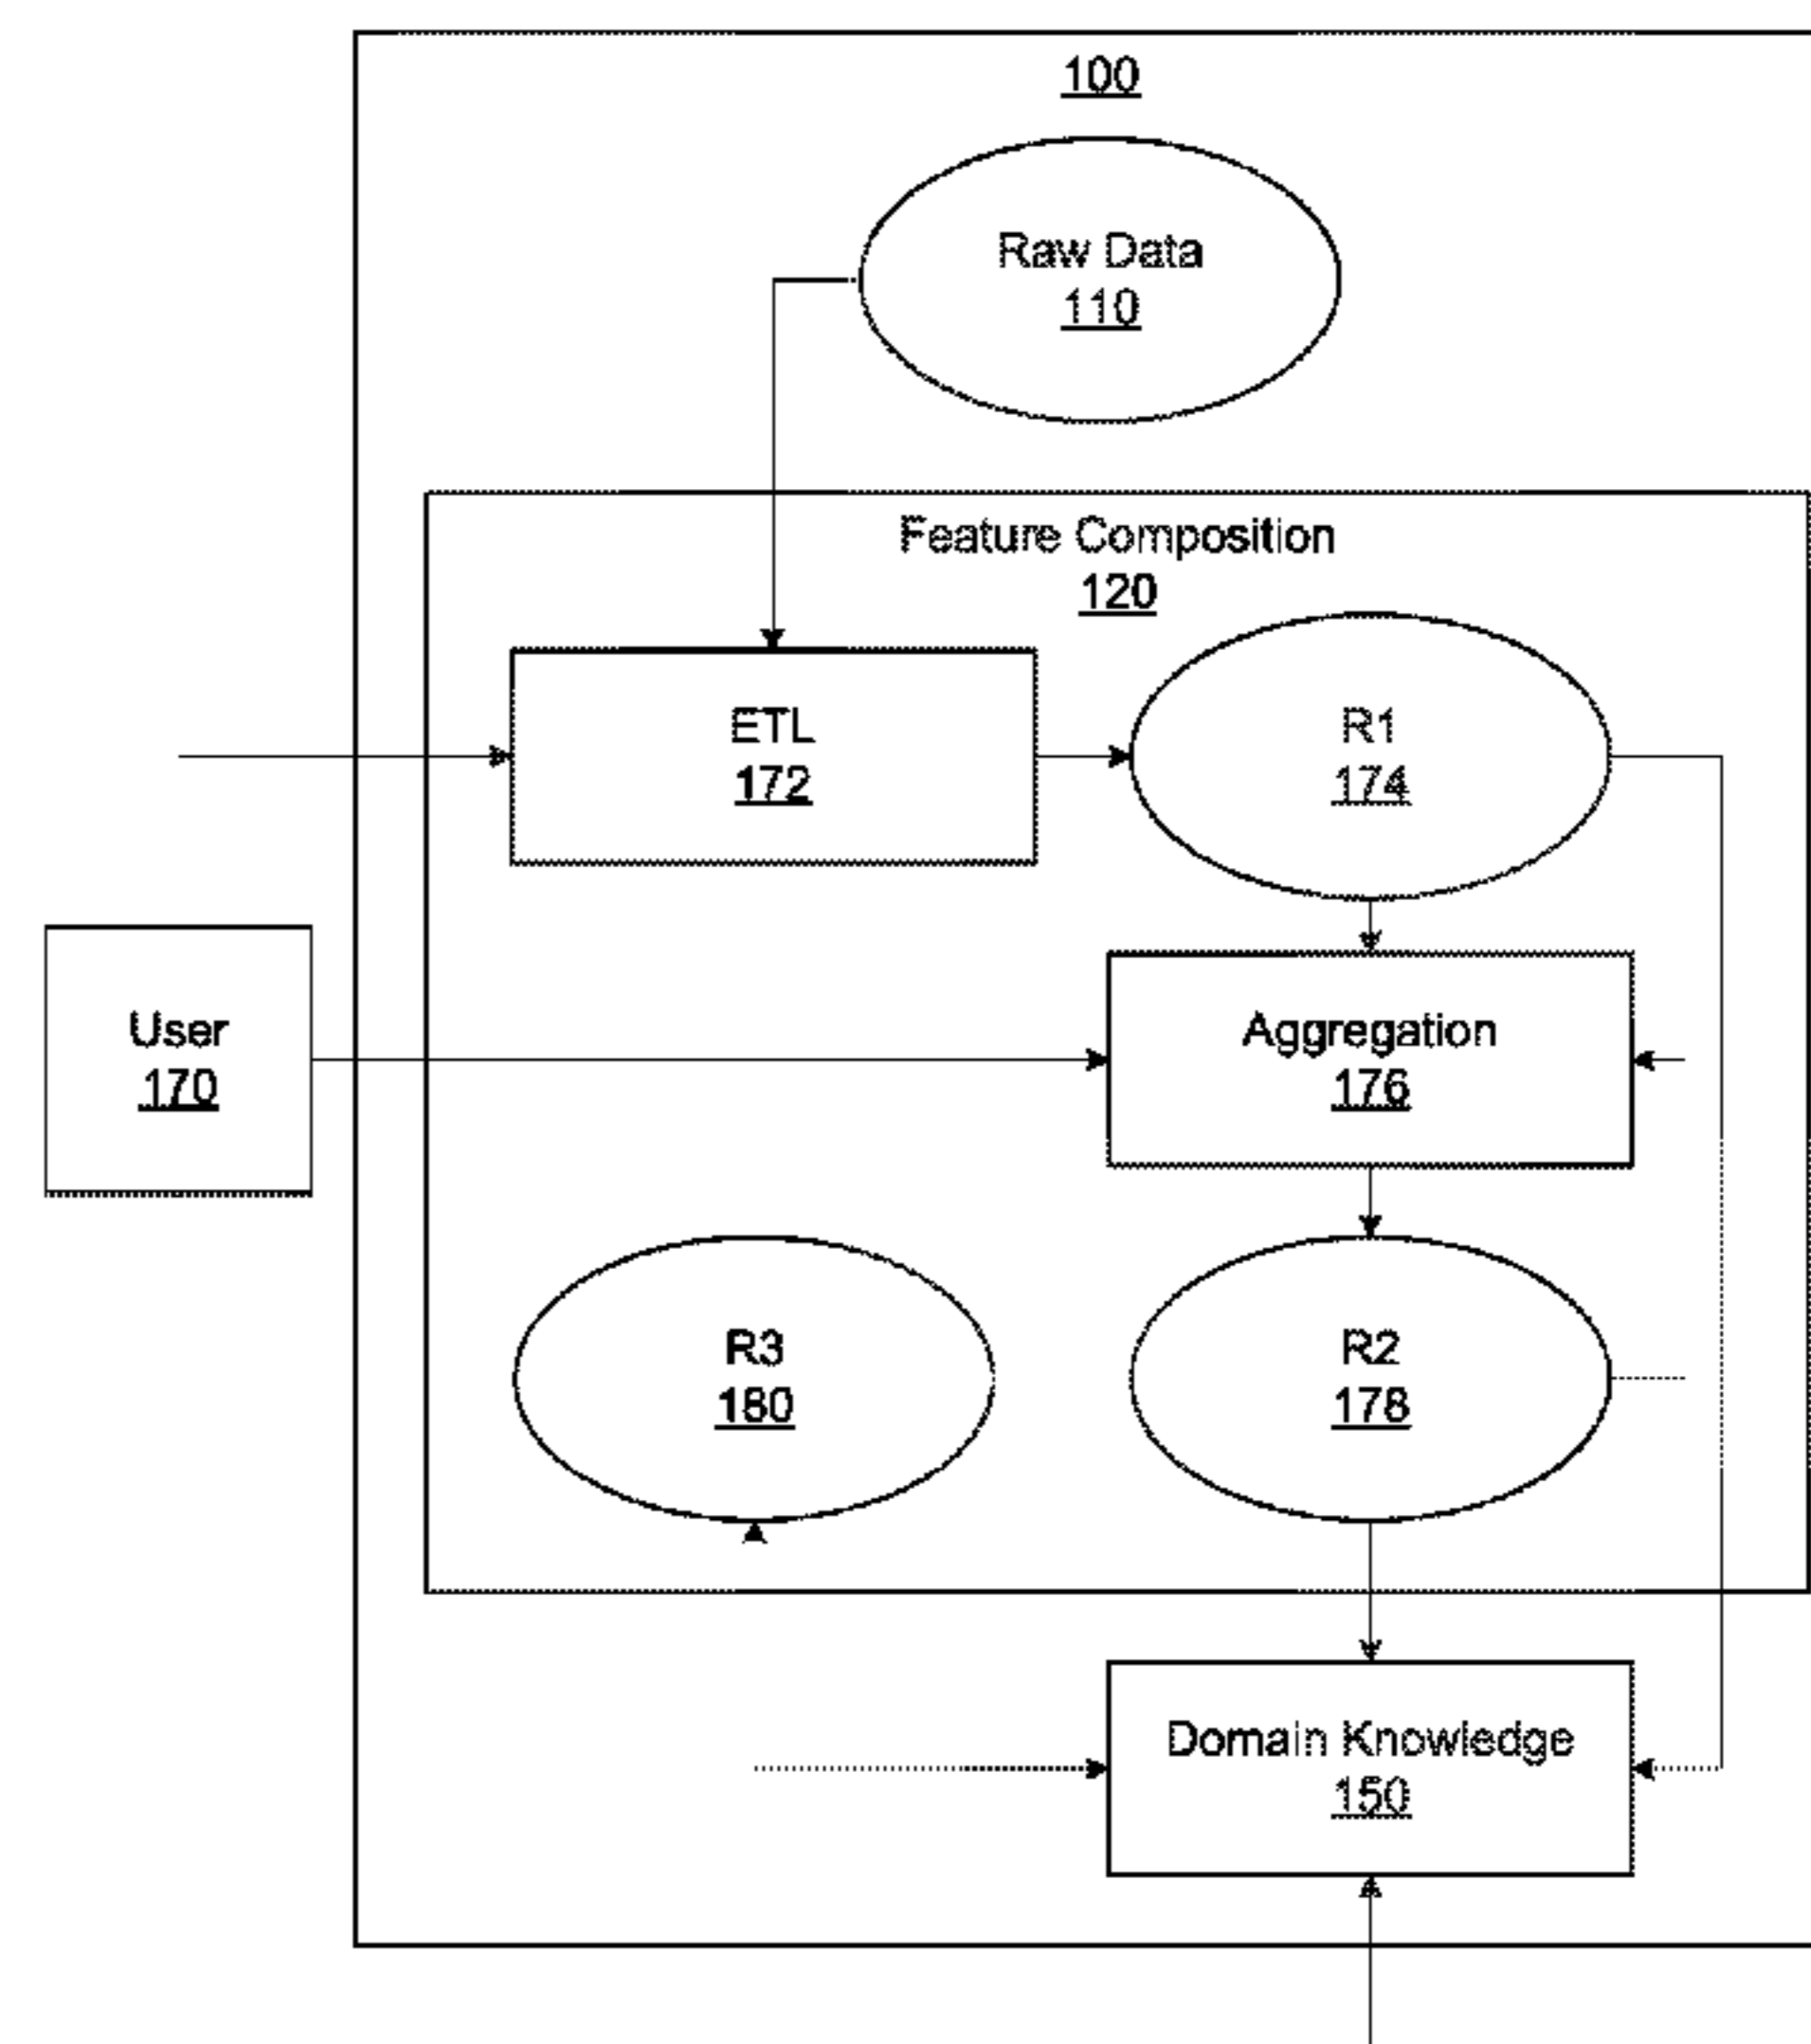 100
Raw Data
110
Feature Composition
120
ETL
172
R1
174
User
170
Aggregation
176
R3
180
R2
178
Domain Knowledge
150